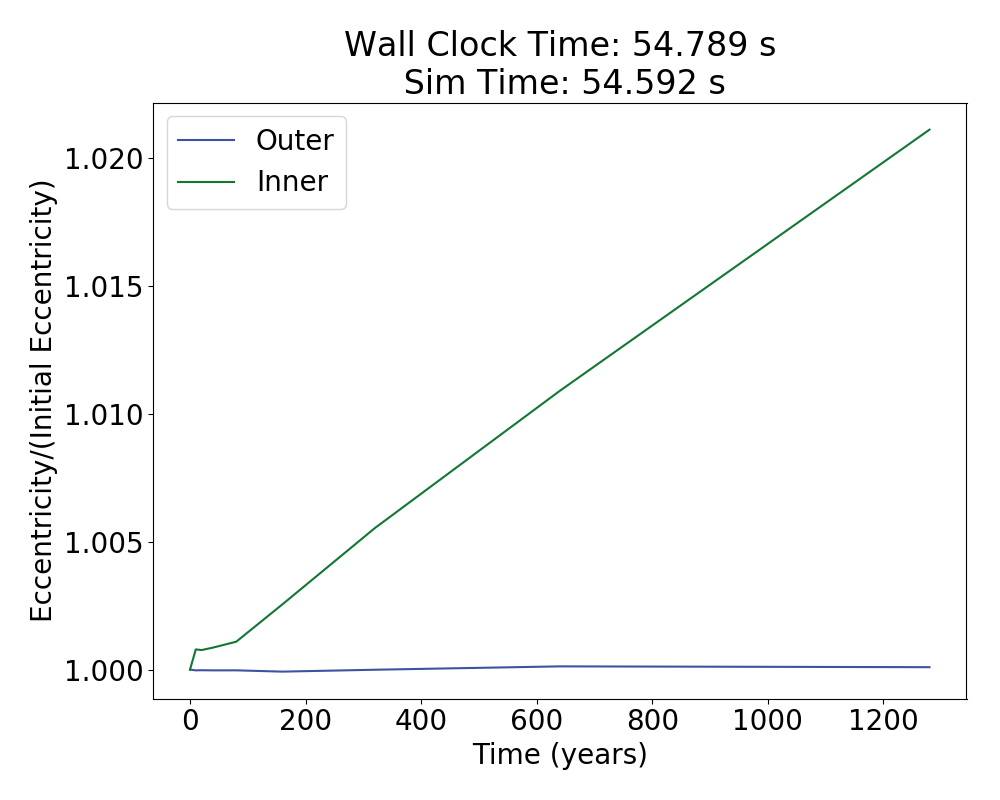 Wall Clock Time: 54.789 s
Sim Time: 54.592 s
Outer
Inner
1.020
1.015
1.010
1.005
1.000
Eccentricity/(Initial Eccentricity)
0 200 400 600 800 1000 1200
Time (years)